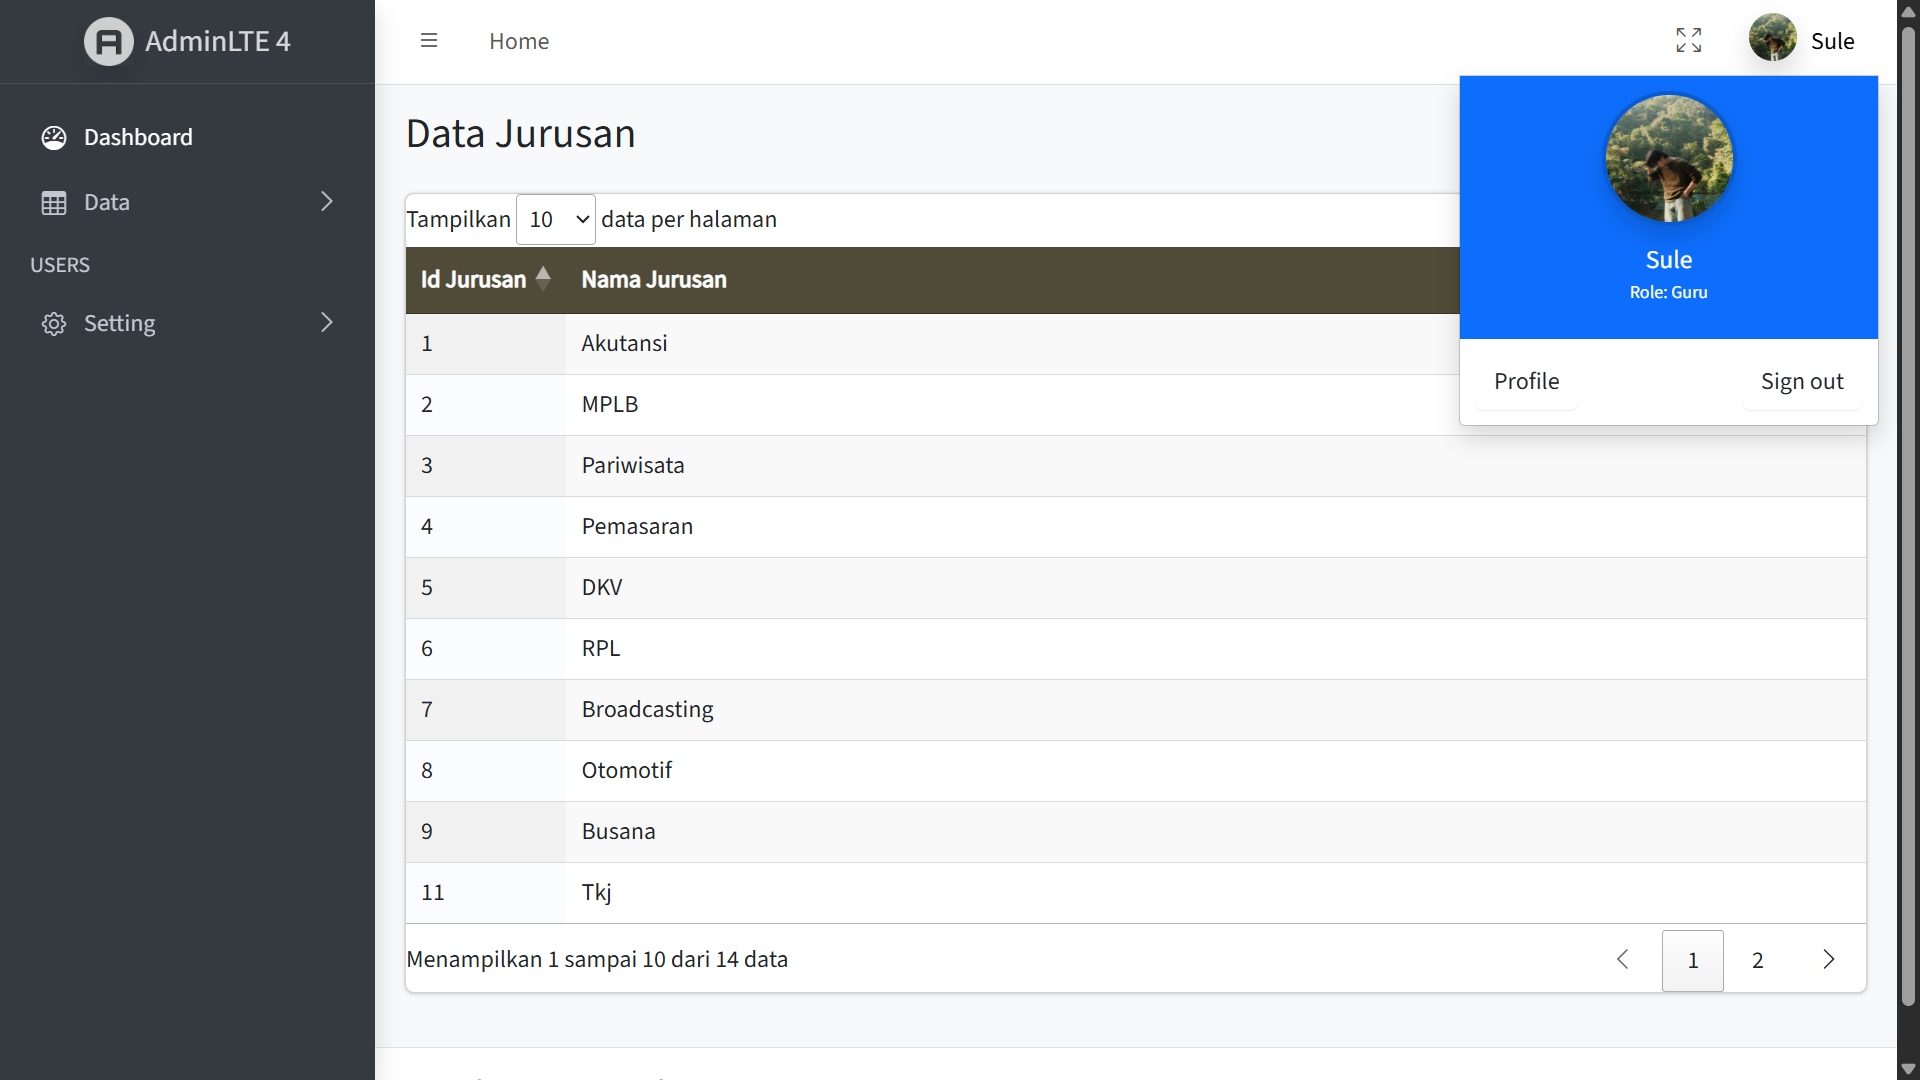 AdminLTE 4
Home
Sule
Dashboard
Data
USERS
Setting
Data Jurusan
Sule
Role: Guru
Profile
Sign out
Tampilkan 10 data per halaman
Id Jurusan Nama Jurusan
1 Akutansi
2 MPLB
3 Pariwisata
4 Pemasaran
5 DKV
6 RPL
7 Broadcasting
8 Otomotif
9 Busana
11 Tkj
Menampilkan 1 sampai 10 dari 14 data
1 2